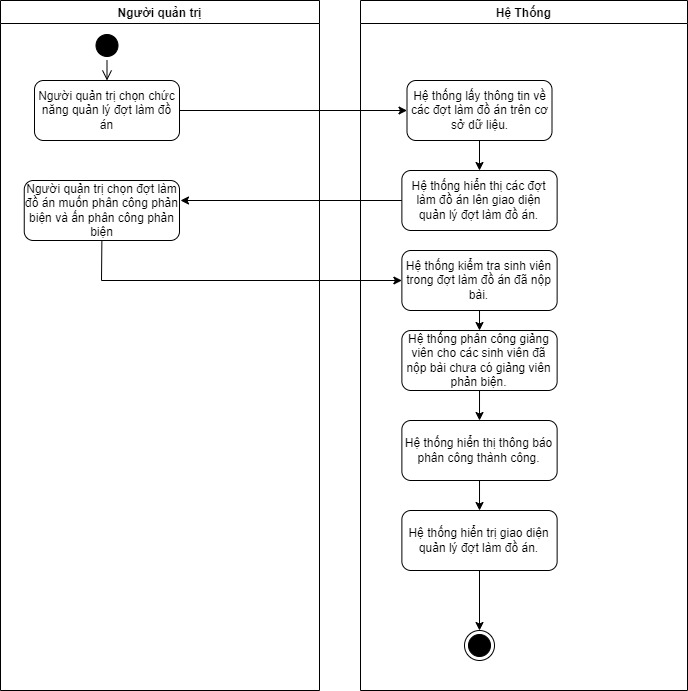 Người quản trị
Hệ Thống
Người quản trị chọn chức
năng quản lý đợt làm đồ
án
Hệ thống lấy thông tin về
các đợt làm đồ án trên cơ
sở dữ liệu.
Hệ thống hiển thị các đợt
làm đồ án lên giao diện
quản lý đợt làm đồ án.
Người quản trị chọn đợt làm
đồ án muốn phân công phản
biện và ấn phân công phản
biện
Hệ thống kiểm tra sinh viên
trong đợt làm đồ án đã nộp
bài.
Hệ thống phân công giảng
viên cho các sinh viên đã
nộp bài chưa có giảng viên
phản biện.
Hệ thống hiển thị thông báo
phân công thành công.
Hệ thống hiển trị giao diện
quản lý đợt làm đồ án.